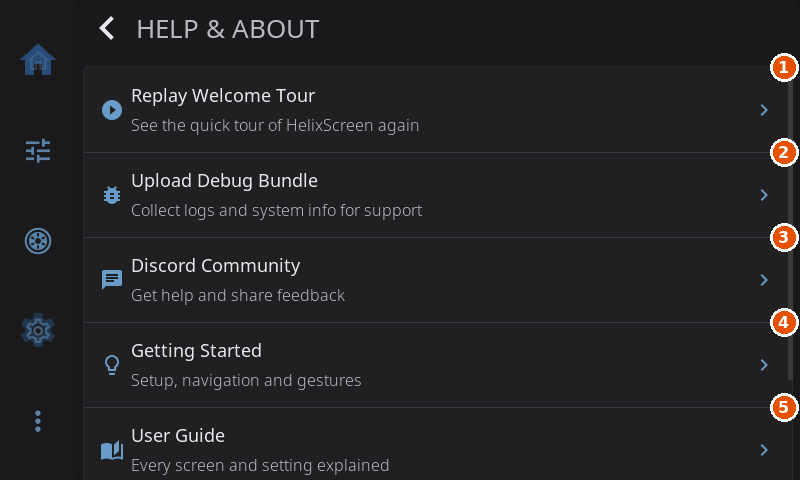 HELP & ABOUT
1
Replay Welcome Tour
See the quick tour of HelixScreen again
2
Upload Debug Bundle
Collect logs and system info for support
3
Discord Community
Get help and share feedback
4
Getting Started
Setup, navigation and gestures
5
User Guide
Every screen and setting explained